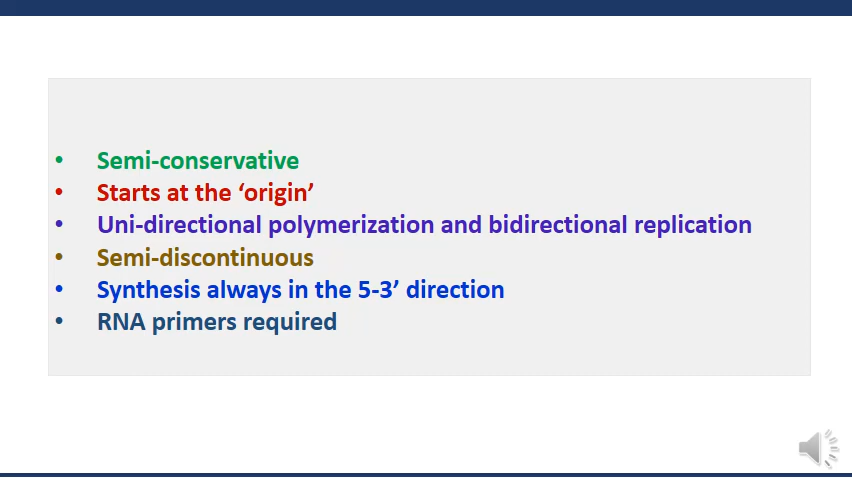 • Semi-conservative
• Starts at the ‘origin’
• Uni-directional polymerization and bidirectional replication
• Semi-discontinuous
• Synthesis always in the 5-3’ direction
• RNA primers required